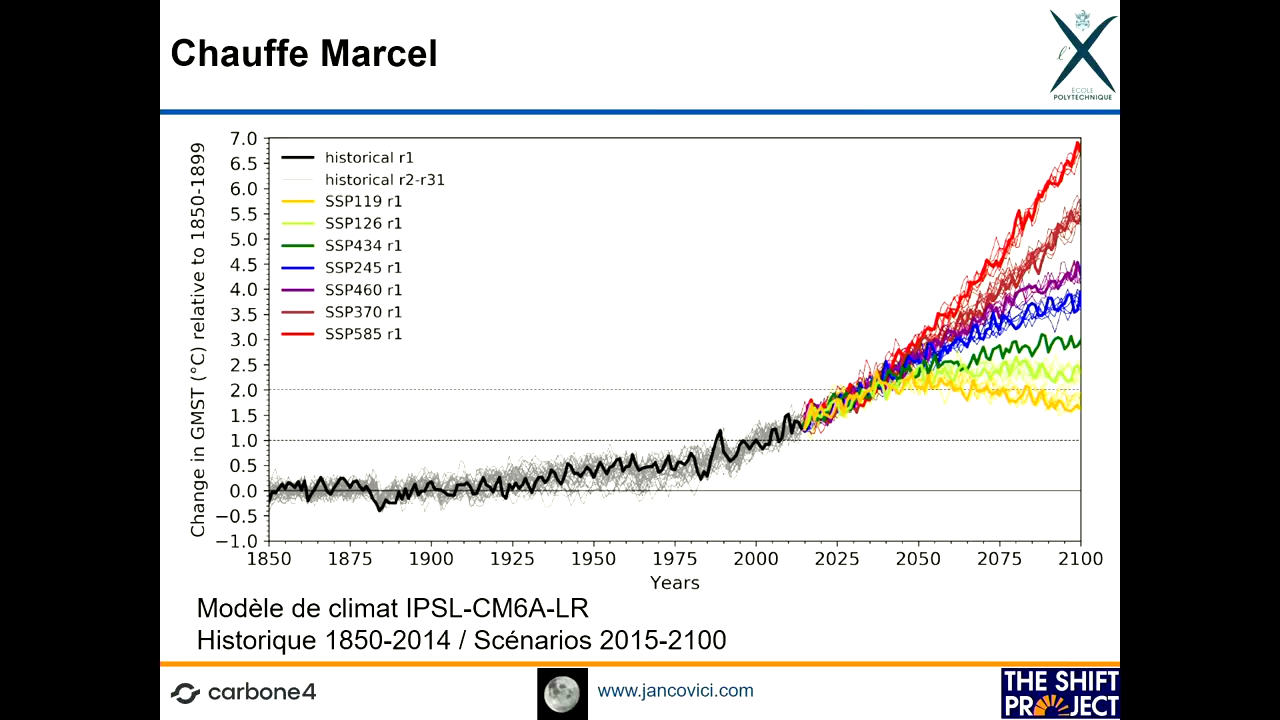 Chauffe Marcel
l'X
ÉCOLE
POLYTECHNIQUE
Change in GMST (°C) relative to 1850-1899
7.0
6.5
6.0
5.5
5.0
4.5
4.0
3.5
3.0
2.5
2.0
1.5
1.0
0.5
0.0
−0.5
−1.0
historical r1
historical r2-r31
SSP119 r1
SSP126 r1
SSP434 r1
SSP245 r1
SSP460 r1
SSP370 r1
SSP585 r1
1850 1875 1900 1925 1950 1975 2000 2025 2050 2075 2100
Years
Modèle de climat IPSL-CM6A-LR
Historique 1850-2014 / Scénarios 2015-2100
carbone4
www.jancovici.com
THE SHIFT
PROJECT